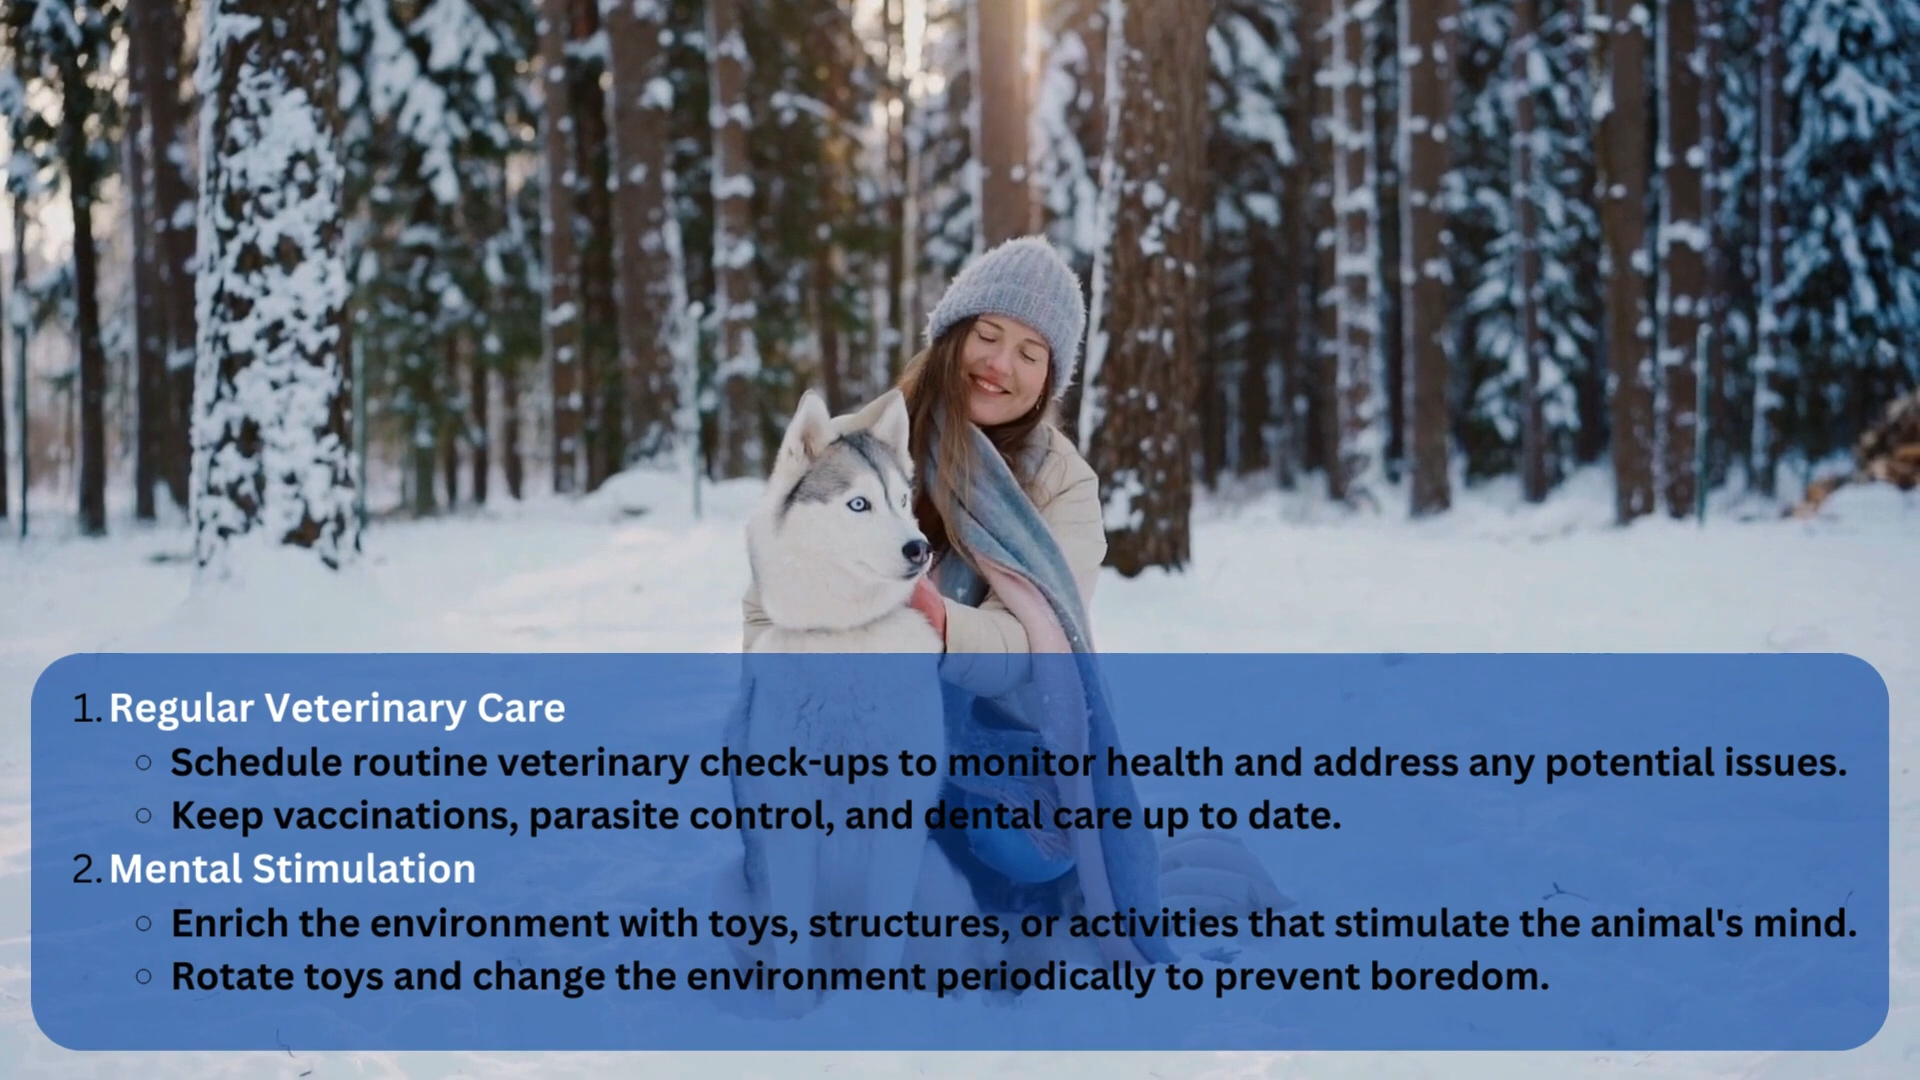 1. Regular Veterinary Care
○ Schedule routine veterinary check-ups to monitor health and address any potential issues.
○ Keep vaccinations, parasite control, and dental care up to date.
2. Mental Stimulation
○ Enrich the environment with toys, structures, or activities that stimulate the animal's mind.
○ Rotate toys and change the environment periodically to prevent boredom.